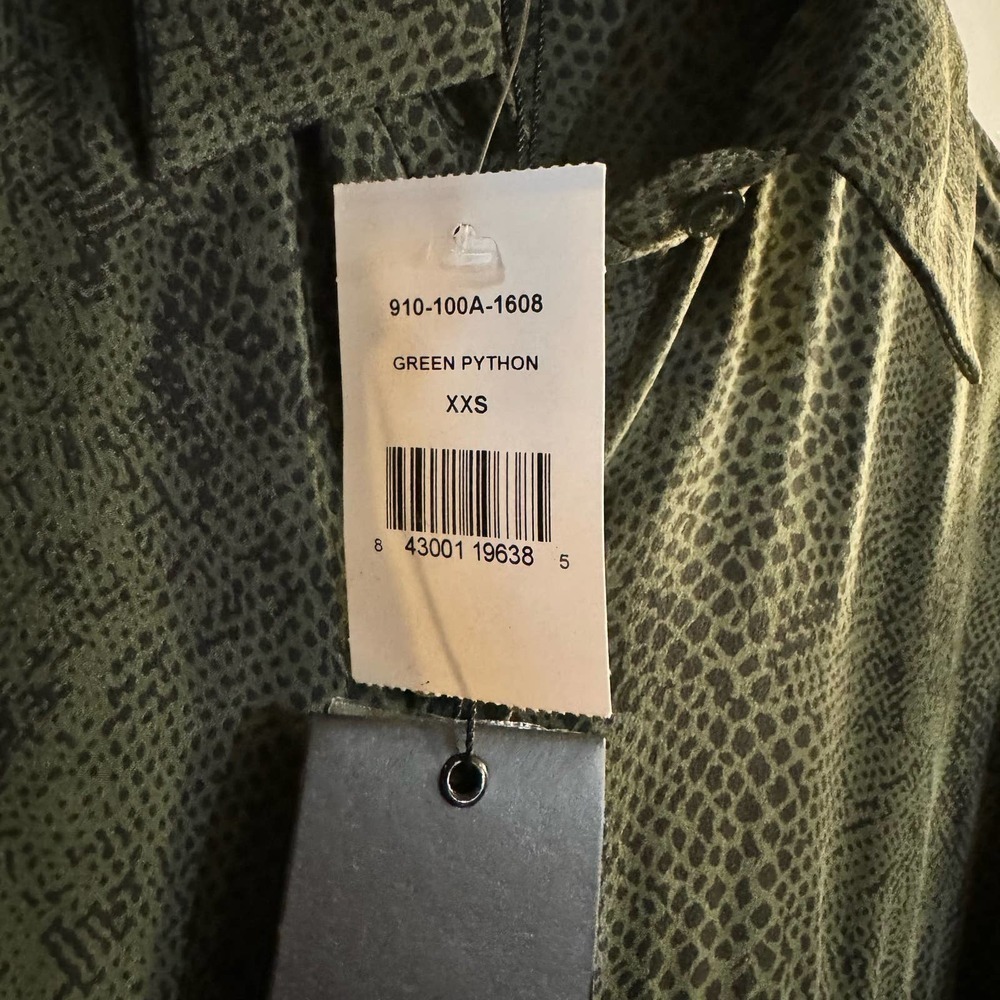 910-100A-1608
GREEN PYTHON
XXS
8 43001 19638 5